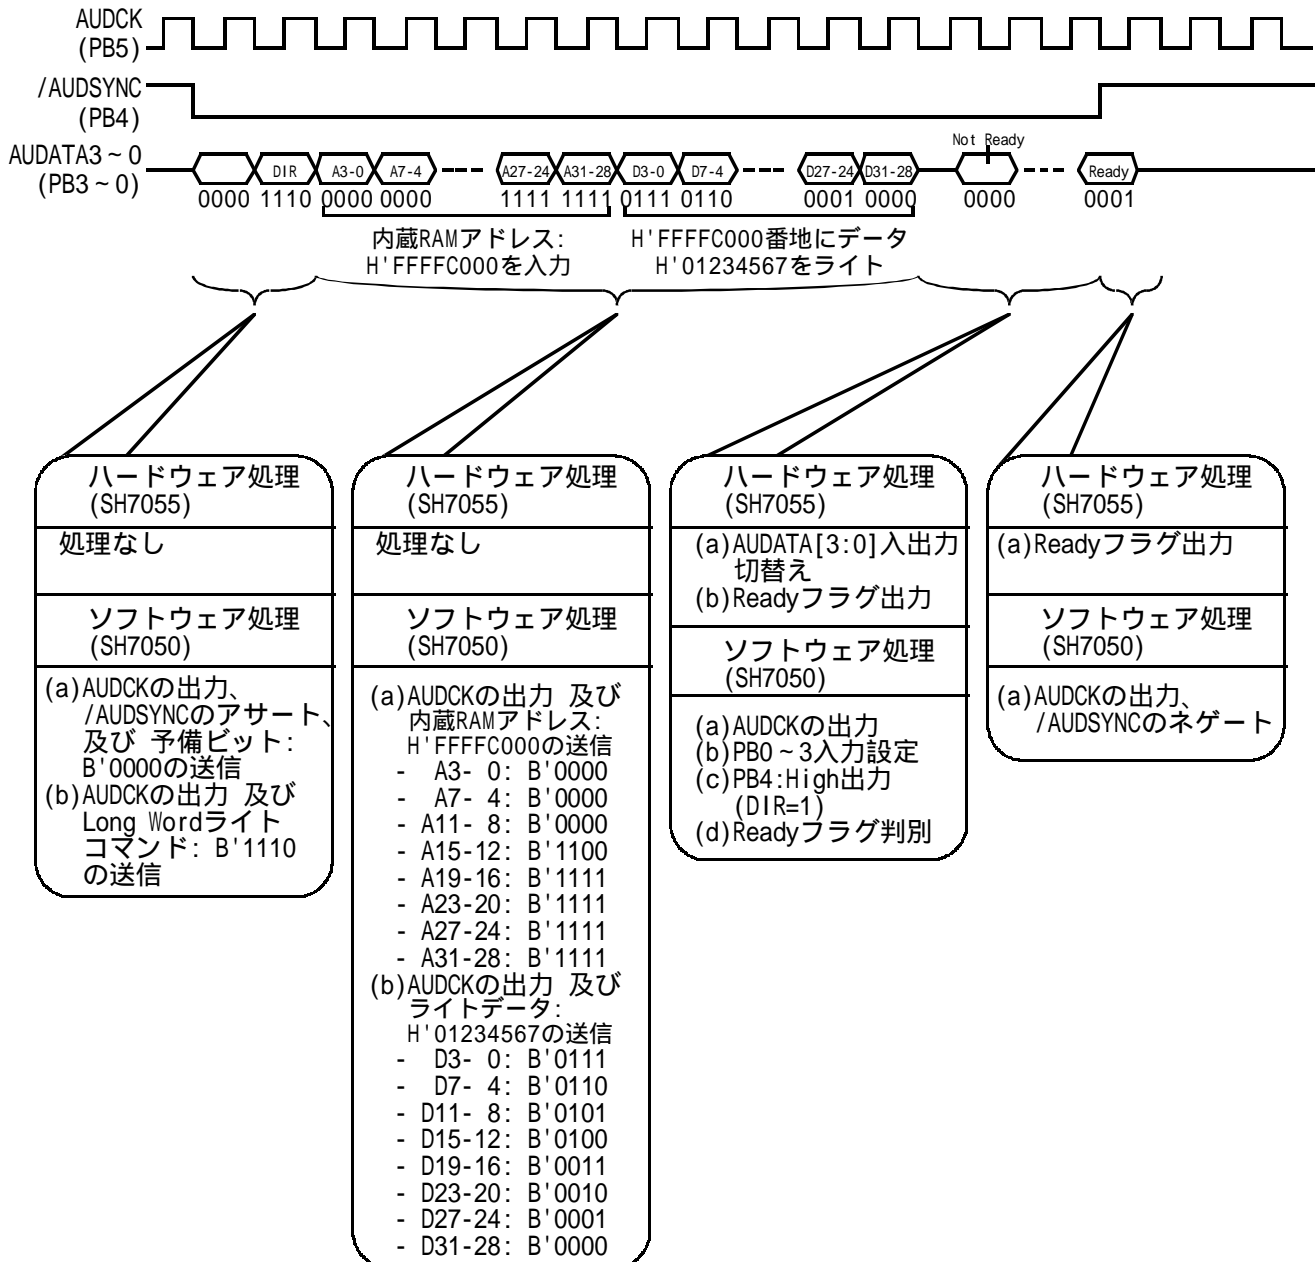 AUDCK
(PB5)
/AUDSYNC
(PB4)
AUDATA3～0
(PB3～0)
DIR
A3-0
A7-4
A27-24
A31-28
D3-0
D7-4
D27-24
D31-28
Not Ready
Ready
0000 1110 0000 0000
1111 1111 0111 0110
0001 0000
0000
0001
内蔵RAMアドレス:
H'FFFFC000を入力
H'FFFFC000番地にデータ
H'01234567をライト
ハードウェア処理
(SH7055)
処理なし
ソフトウェア処理
(SH7050)
(a)AUDCKの出力、
/AUDSYNCのアサート、
及び 予備ビット:
B'0000の送信
(b)AUDCKの出力 及び
Long Wordライト
コマンド: B'1110
の送信
ハードウェア処理
(SH7055)
処理なし
ソフトウェア処理
(SH7050)
(a)AUDCKの出力 及び
内蔵RAMアドレス:
H'FFFFC000の送信
- A3- 0: B'0000
- A7- 4: B'0000
- A11- 8: B'0000
- A15-12: B'1100
- A19-16: B'1111
- A23-20: B'1111
- A27-24: B'1111
- A31-28: B'1111
(b)AUDCKの出力 及び
ライトデータ:
H'01234567の送信
- D3- 0: B'0111
- D7- 4: B'0110
- D11- 8: B'0101
- D15-12: B'0100
- D19-16: B'0011
- D23-20: B'0010
- D27-24: B'0001
- D31-28: B'0000
ハードウェア処理
(SH7055)
(a)AUDATA[3:0]入出力
切替え
(b)Readyフラグ出力
ソフトウェア処理
(SH7050)
(a)AUDCKの出力
(b)PB0～3入力設定
(c)PB4:High出力
(DIR=1)
(d)Readyフラグ判別
ハードウェア処理
(SH7055)
(a)Readyフラグ出力
ソフトウェア処理
(SH7050)
(a)AUDCKの出力、
/AUDSYNCのネゲート